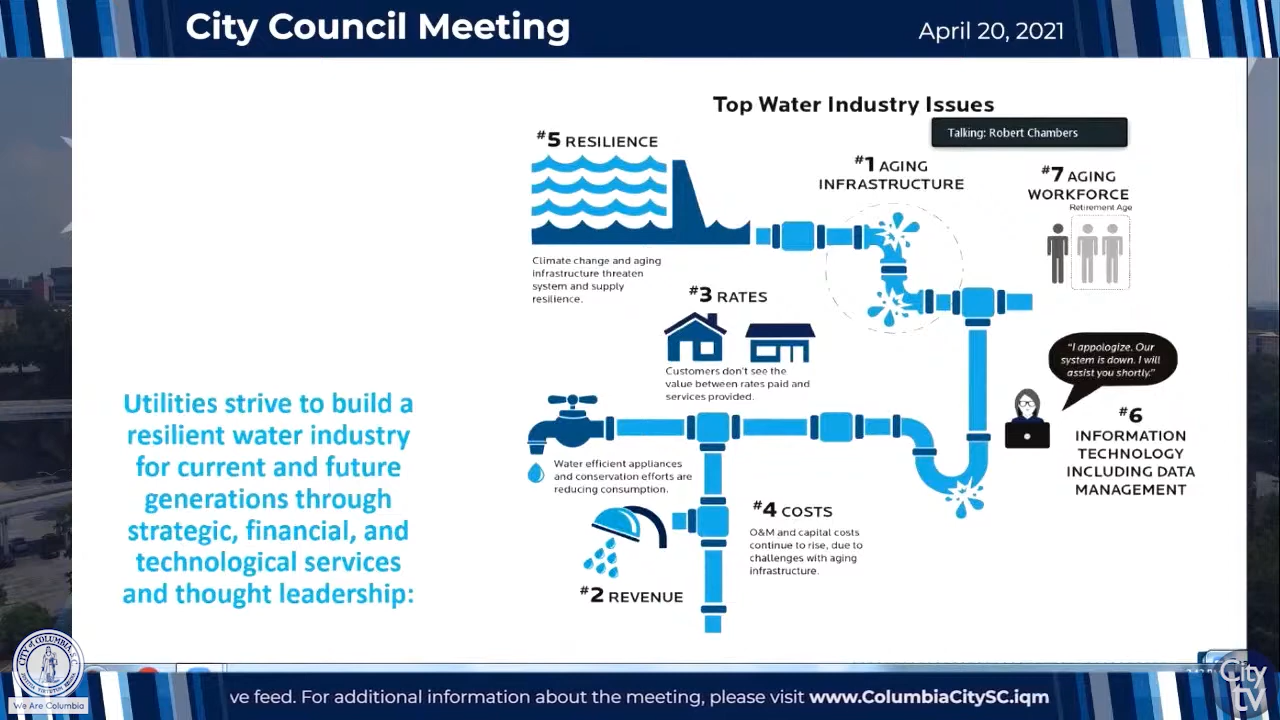 City Council Meeting
April 20, 2021
Top Water Industry Issues
Talking: Robert Chambers
#5 RESILIENCE
Climate change and aging
infrastructure threaten
system and supply
resilience.
#1 AGING
INFRASTRUCTURE
#7 AGING
WORKFORCE
Retirement Age
#3 RATES
Customers don't see the
value between rates paid and
services provided.
"I appologize. Our
system is down. I will
assist you shortly."
#6
INFORMATION
TECHNOLOGY
INCLUDING DATA
MANAGEMENT
Utilities strive to build a
resilient water industry
for current and future
generations through
strategic, financial, and
technological services
and thought leadership:
Water efficient appliances
and conservation efforts are
reducing consumption.
#4 COSTS
O&M and capital costs
continue to rise, due to
challenges with aging
infrastructure.
#2 REVENUE
We Are Columbia
ve feed. For additional information about the meeting, please visit www.ColumbiaCitySC.iqm
City
tv